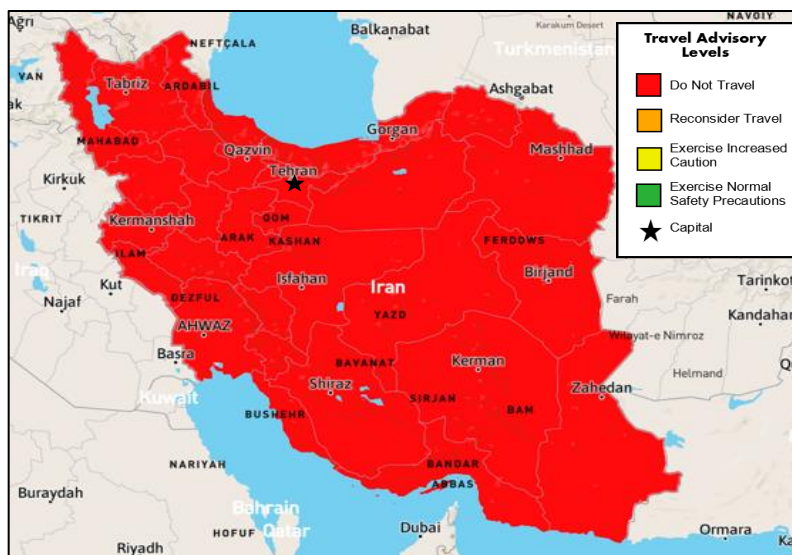 Ağrı
NEFTÇALA
Balkanabat
Karakum Desert
NAVOIY
Turkmenistan
VAN
Tabriz
ARDABIL
Ashgabat
Gorgan
MAHABAD
Qazvin
Tehran
Mashhad
Kirkuk
TIKRIT
Kermanshah
QOM
ARAK
KASHAN
FERDOWS
ILAM
Iraq
Isfahan
Iran
Birjand
Tarinkot
Kut
DEZFUL
Farah
Najaf
YAZD
Kandahar
AHWAZ
Wilayat-e Nimroz
Basra
BAVANAT
Kerman
Helmand
Kuwait
Shiraz
SIRJAN
Zahedan
BUSHEHR
BAM
NARIYAH
BANDAR
ABBAS
Buraydah
Bahrain
Qatar
HOFUF
Dubai
Ormara
Riyadh
Travel Advisory
Levels
Do Not Travel
Reconsider Travel
Exercise Increased
Caution
Exercise Normal
Safety Precautions
Capital